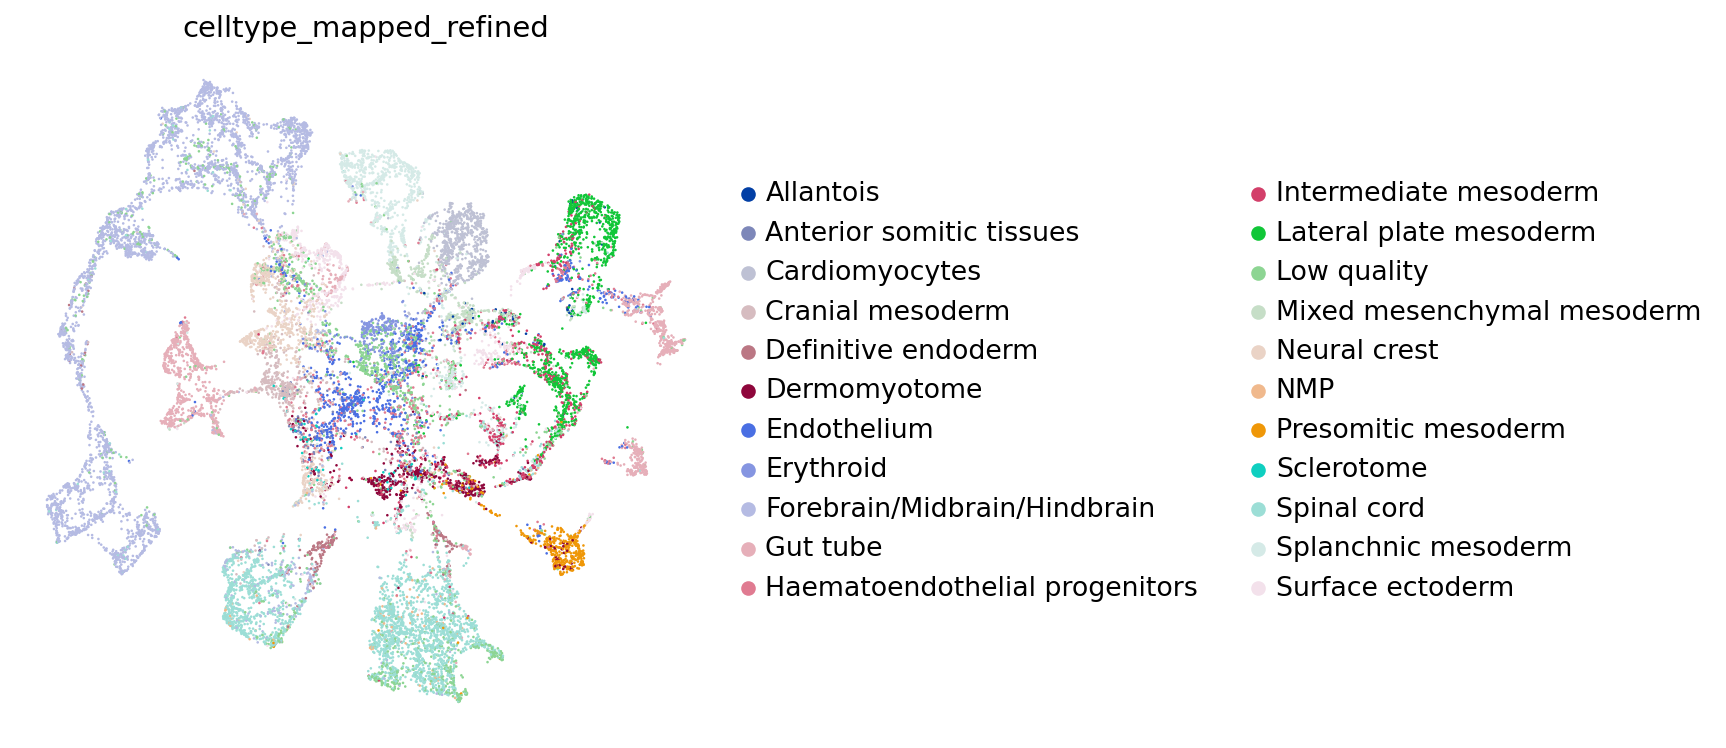 celltype_mapped_refined
Allantois
Anterior somitic tissues
Cardiomyocytes
Cranial mesoderm
Definitive endoderm
Dermomyotome
Endothelium
Erythroid
Forebrain/Midbrain/Hindbrain
Gut tube
Haematoendothelial progenitors
Intermediate mesoderm
Lateral plate mesoderm
Low quality
Mixed mesenchymal mesoderm
Neural crest
NMP
Presomitic mesoderm
Sclerotome
Spinal cord
Splanchnic mesoderm
Surface ectoderm